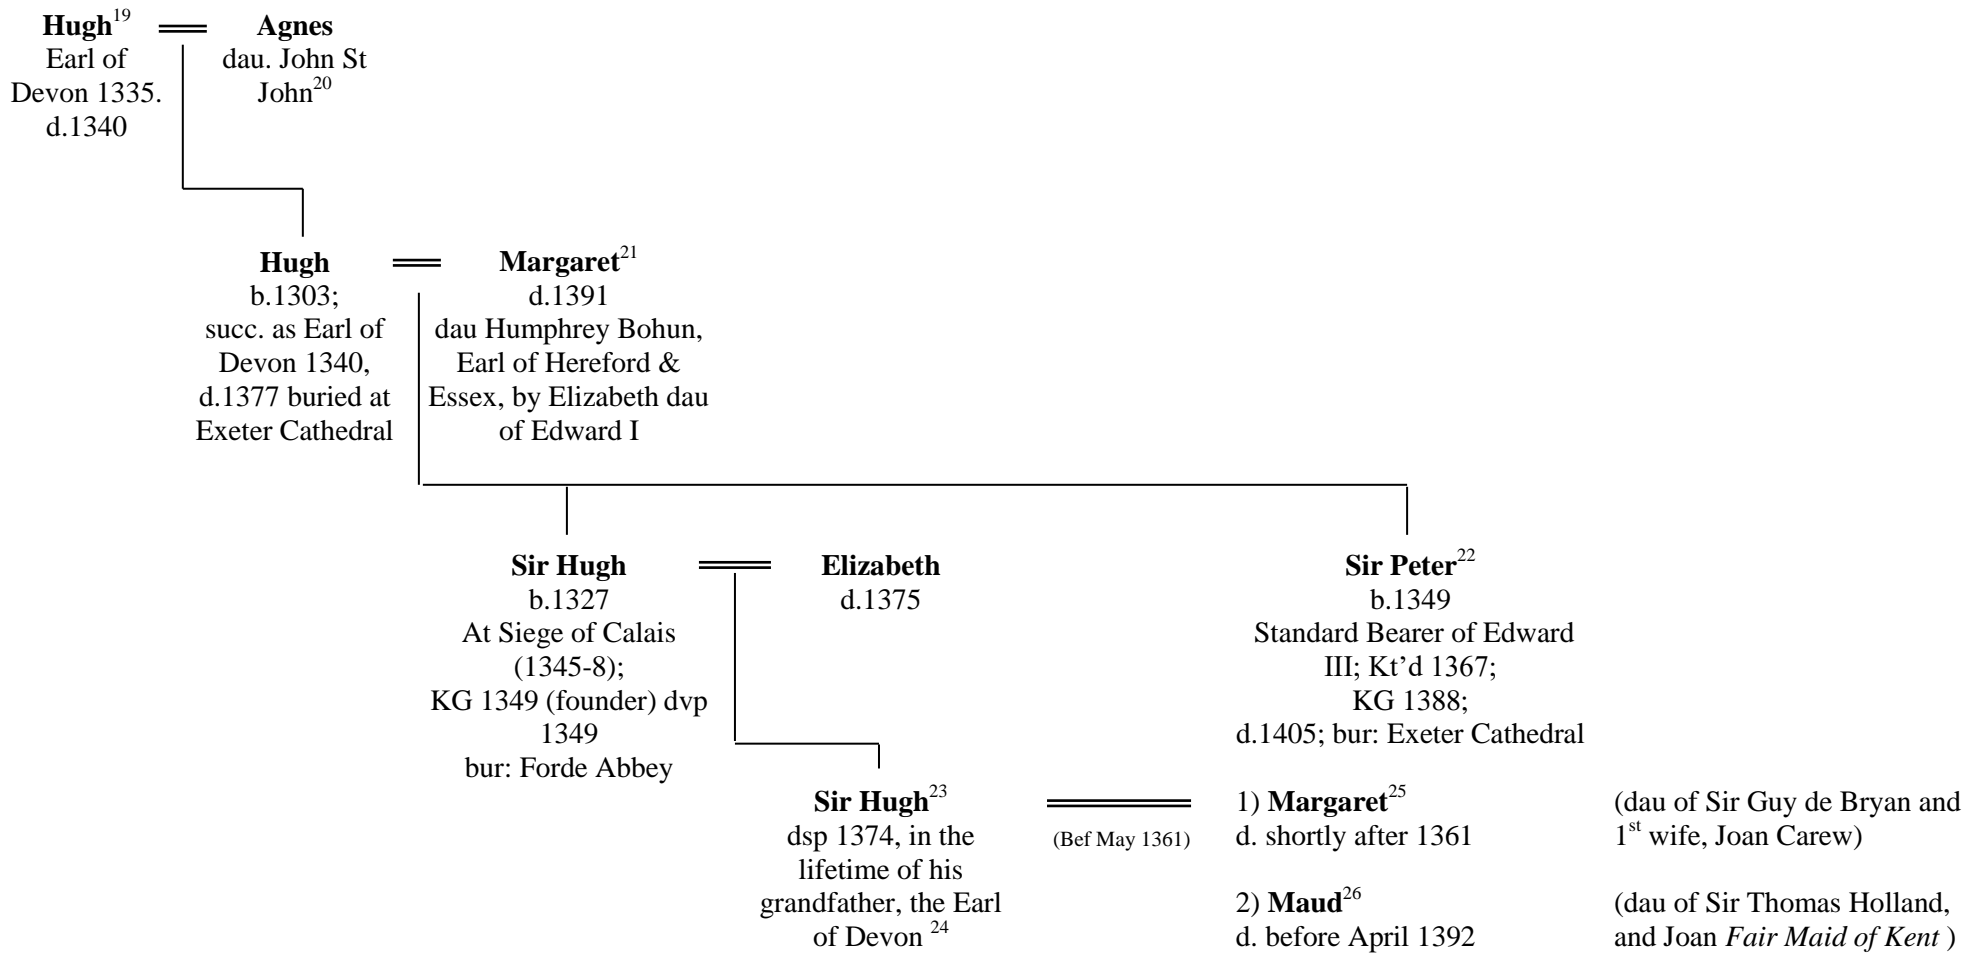 Hugh19
Earl of
Devon 1335.
d.1340
Agnes
dau. John St
John20
Hugh
b.1303;
succ. as Earl of
Devon 1340,
d.1377 buried at
Exeter Cathedral
Margaret21
d.1391
dau Humphrey Bohun,
Earl of Hereford &
Essex, by Elizabeth dau
of Edward I
Sir Hugh
b.1327
At Siege of Calais
(1345-8);
KG 1349 (founder) dvp
1349
bur: Forde Abbey
Elizabeth
d.1375
Sir Peter22
b.1349
Standard Bearer of Edward
III; Kt’d 1367;
KG 1388;
d.1405; bur: Exeter Cathedral
Sir Hugh23
dsp 1374, in the
lifetime of his
grandfather, the Earl
of Devon 24
(Bef May 1361)
1) Margaret25
d. shortly after 1361
(dau of Sir Guy de Bryan and
1st wife, Joan Carew)
2) Maud26
d. before April 1392
(dau of Sir Thomas Holland,
and Joan Fair Maid of Kent )